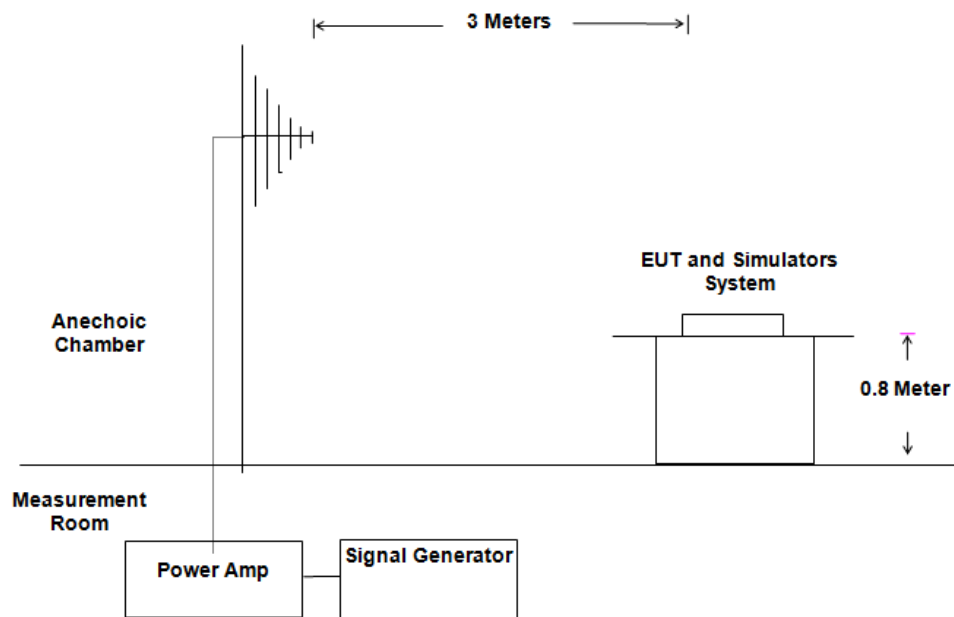 3 Meters
EUT and Simulators
System
Anechoic
Chamber
0.8 Meter
Measurement
Room
Power Amp
Signal Generator